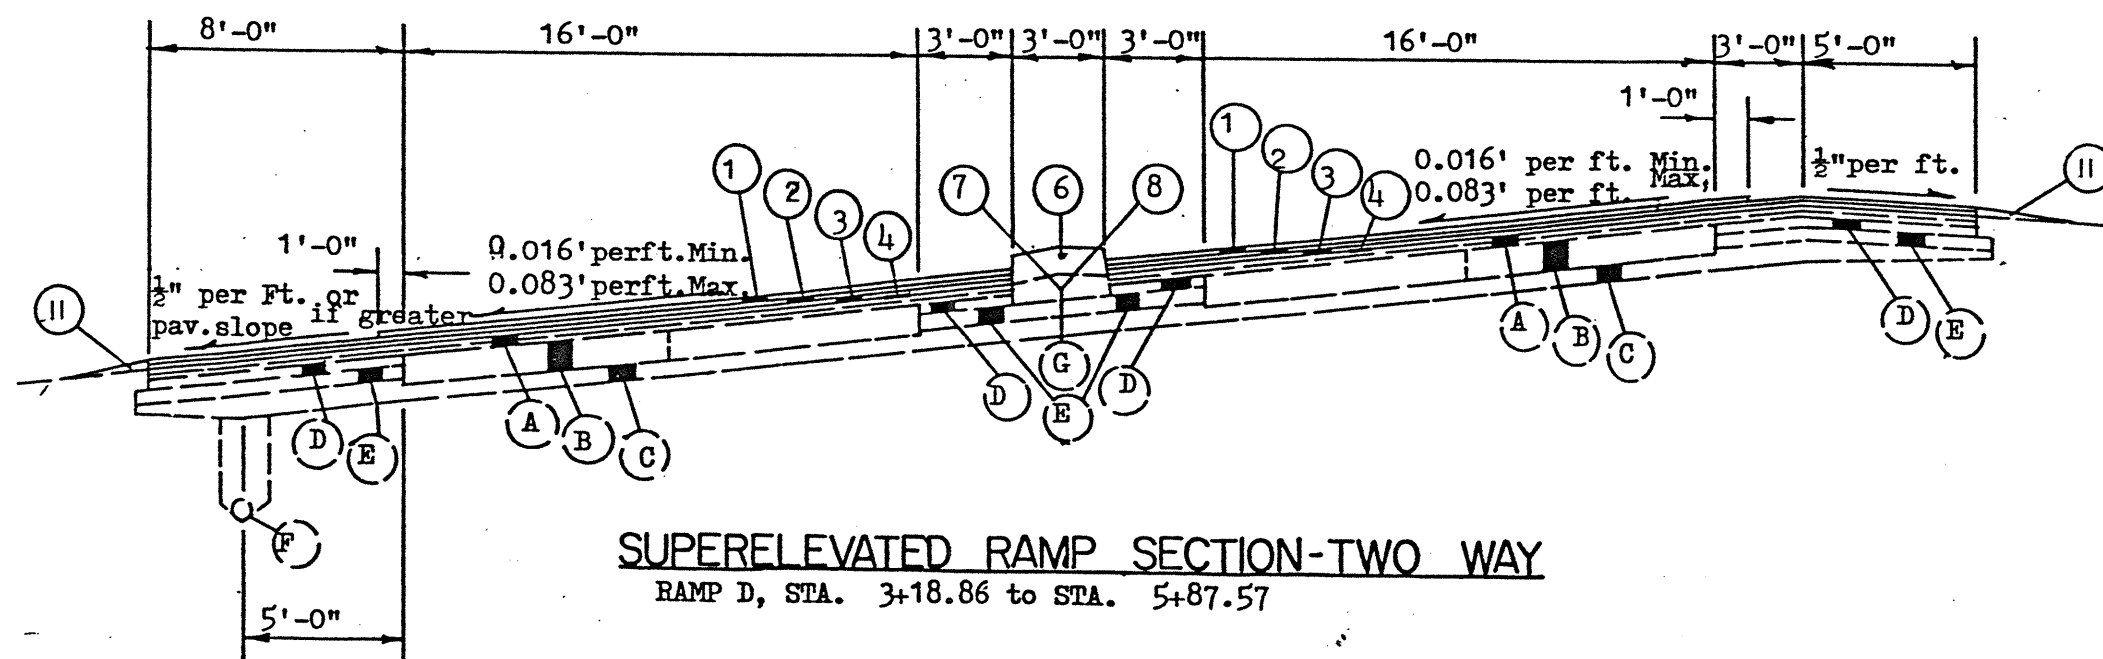 8'-0" 16'-0" 3'-0" 3'-0" 3'-0" 16'-0" 3'-0" 5'-0"
1'-0"
1 2 3 4
7 6 8
1 2 3 4
0.016' per ft. Min.
0.083' per ft. Max.
½"per ft.
11
1'-0"
0.016'perft.Min.
0.083'perft.Max.
½" per Ft. or
pav.slope if greater
11
D E A B C D E G D A B C D E
F
SUPERELEVATED RAMP SECTION-TWO WAY
RAMP D, STA. 3+18.86 to STA. 5+87.57
5'-0"